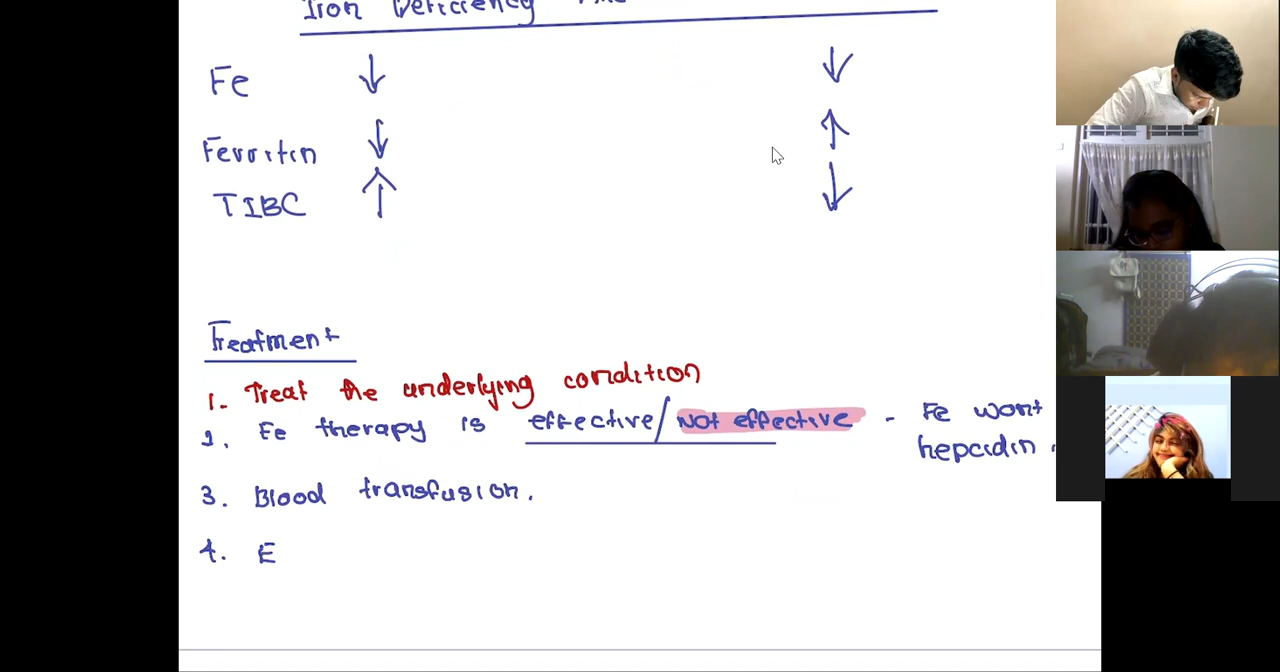 Iron Deficiency
Fe ↓ ↓
Ferritin ↓ ↑
TIBC ↑ ↓
Treatment
1. Treat the underlying condition
2. Fe therapy is effective/Not effective - Fe wont
hepcidin
3. Blood transfusion.
4. E